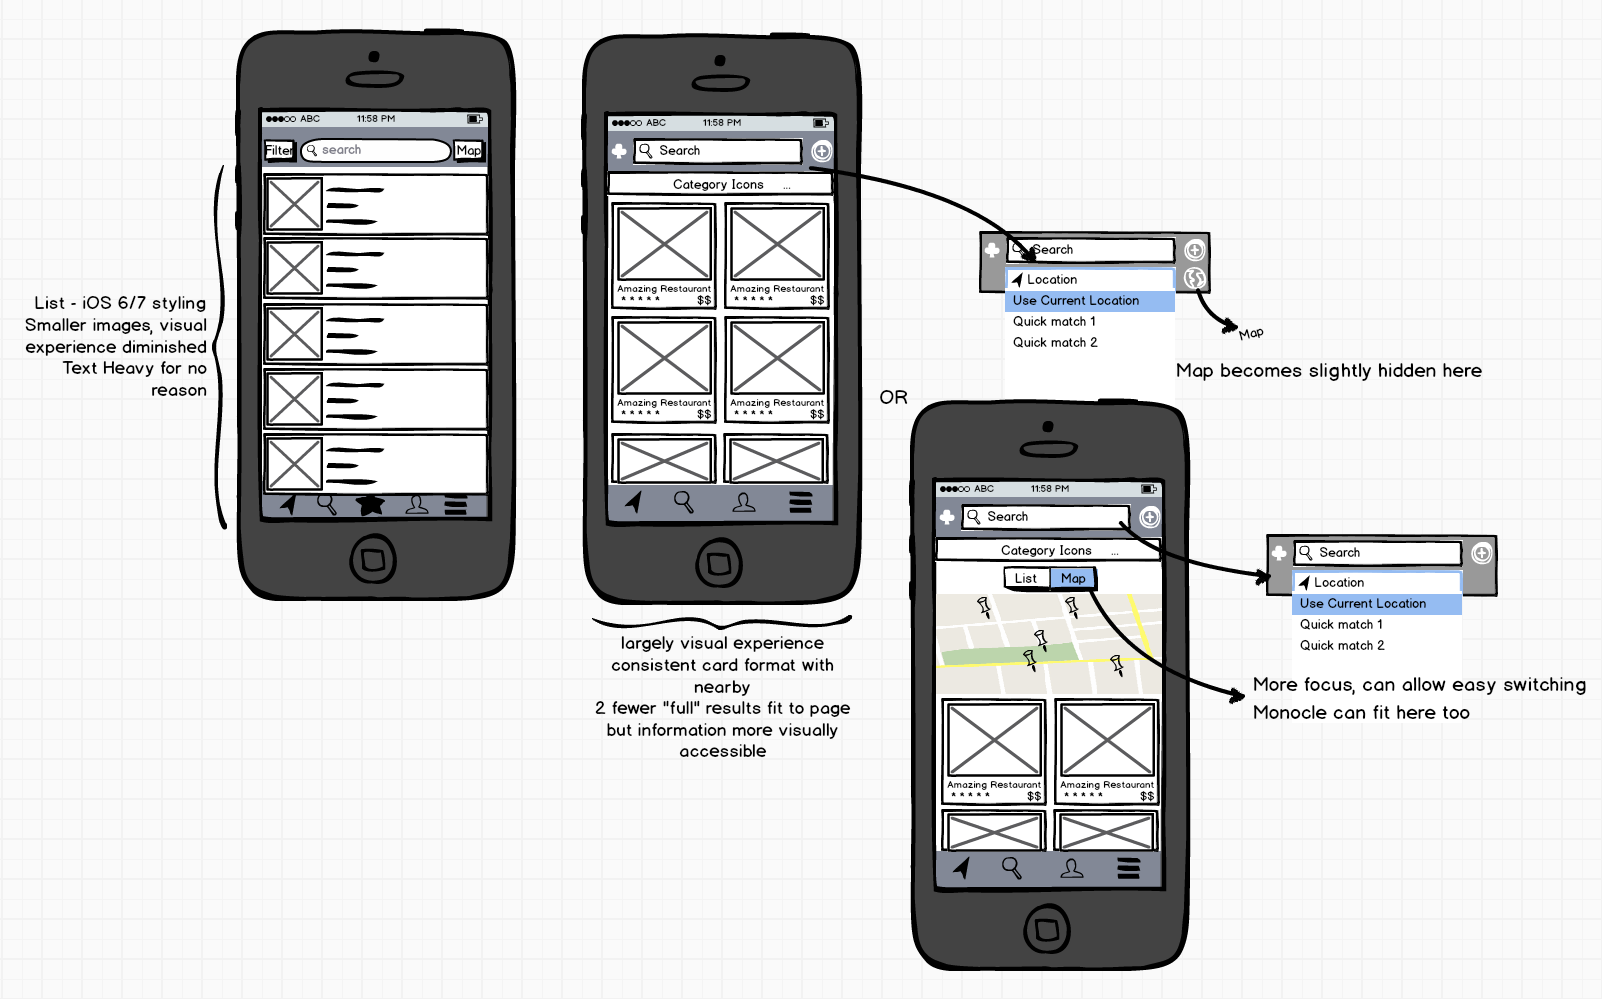 ABC 11:58 PM
Filter search Map
List - iOS 6/7 styling
Smaller images, visual
experience diminished
Text Heavy for no
reason
ABC 11:58 PM
Search
Category Icons ...
Amazing Restaurant Amazing Restaurant
* * * * * $$ * * * * * $$
Amazing Restaurant Amazing Restaurant
* * * * * $$ * * * * * $$
largely visual experience
consistent card format with
nearby
2 fewer "full" results fit to page
but information more visually
accessible
Search
Location
Use Current Location
Quick match 1
Quick match 2
Map
Map becomes slightly hidden here
OR
ABC 11:58 PM
Search
Category Icons ...
List Map
Amazing Restaurant Amazing Restaurant
* * * * * $$ * * * * * $$
Search
Location
Use Current Location
Quick match 1
Quick match 2
More focus, can allow easy switching
Monocle can fit here too